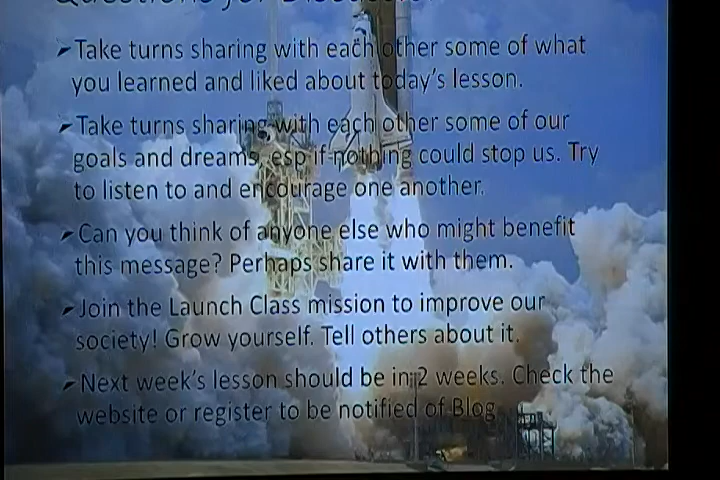 Questions for Discussion
➢Take turns sharing with each other some of what
you learned and liked about today's lesson.
➢Take turns sharing with each other some of our
goals and dreams, esp if nothing could stop us. Try
to listen to and encourage one another.
➢Can you think of anyone else who might benefit
this message? Perhaps share it with them.
➢Join the Launch Class mission to improve our
society! Grow yourself. Tell others about it.
➢Next week's lesson should be in 2 weeks. Check the
website or register to be notified of Blog